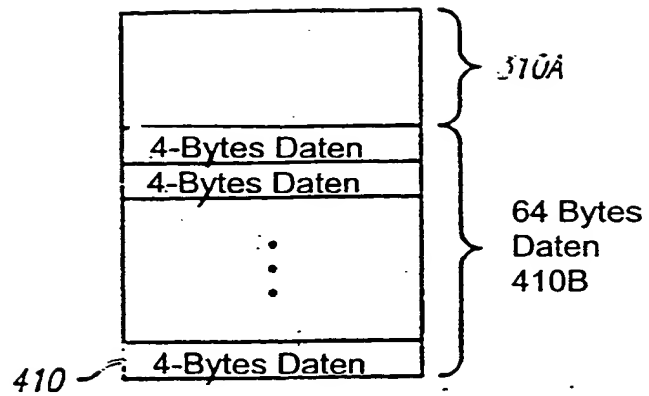 310A
4-Bytes Daten
4-Bytes Daten
64 Bytes
Daten
410B
4-Bytes Daten
410